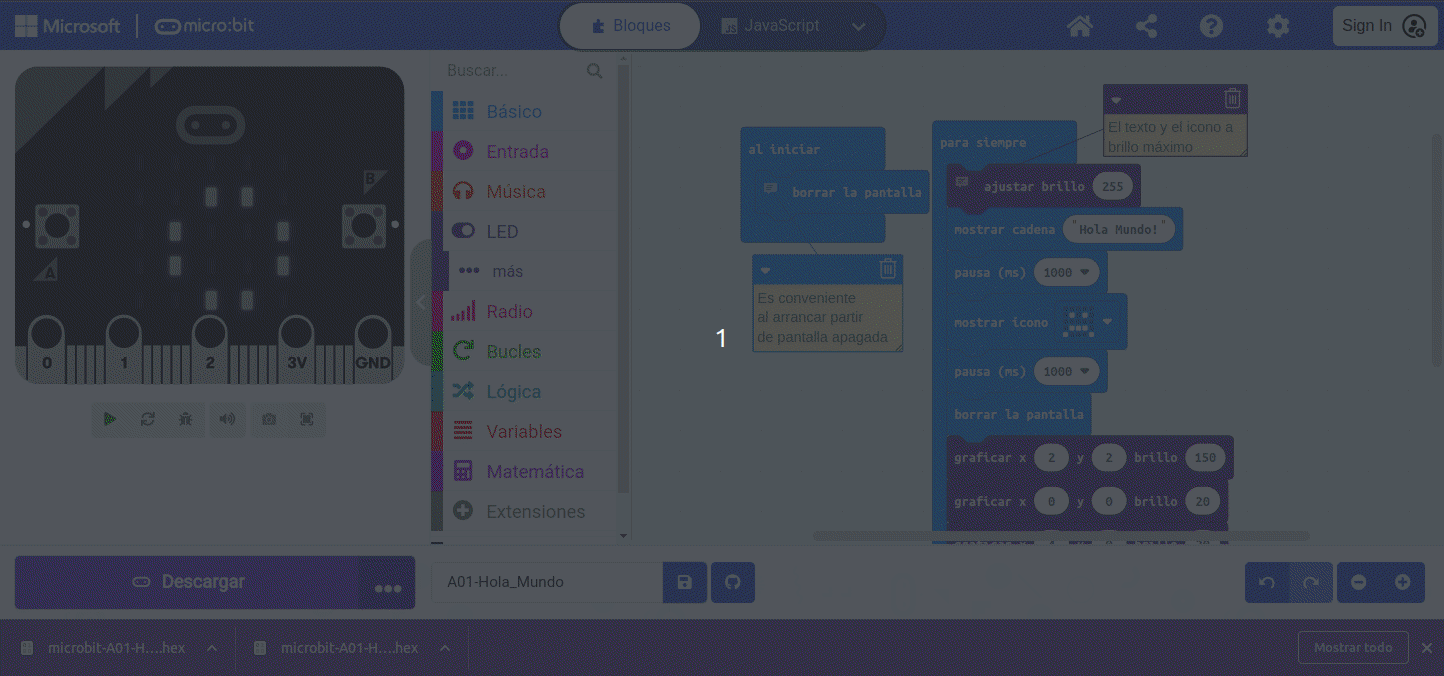 Microsoft
micro:bit
Bloques
JavaScript
Sign In
B
A
0
1
2
3V
GND
Buscar...
Básico
Entrada
Música
LED
más
Radio
Bucles
Lógica
Variables
Matemática
Extensiones
al iniciar
borrar la pantalla
Es conveniente
al arrancar partir
de pantalla apagada
1
para siempre
El texto y el icono a
brillo máximo
ajustar brillo 255
mostrar cadena "Hola Mundo!"
pausa (ms) 1000
mostrar ícono
pausa (ms) 1000
borrar la pantalla
graficar x 2 y 2 brillo 150
graficar x 0 y 0 brillo 20
Descargar
A01-Hola_Mundo
microbit-A01-H....hex
microbit-A01-H....hex
Mostrar todo